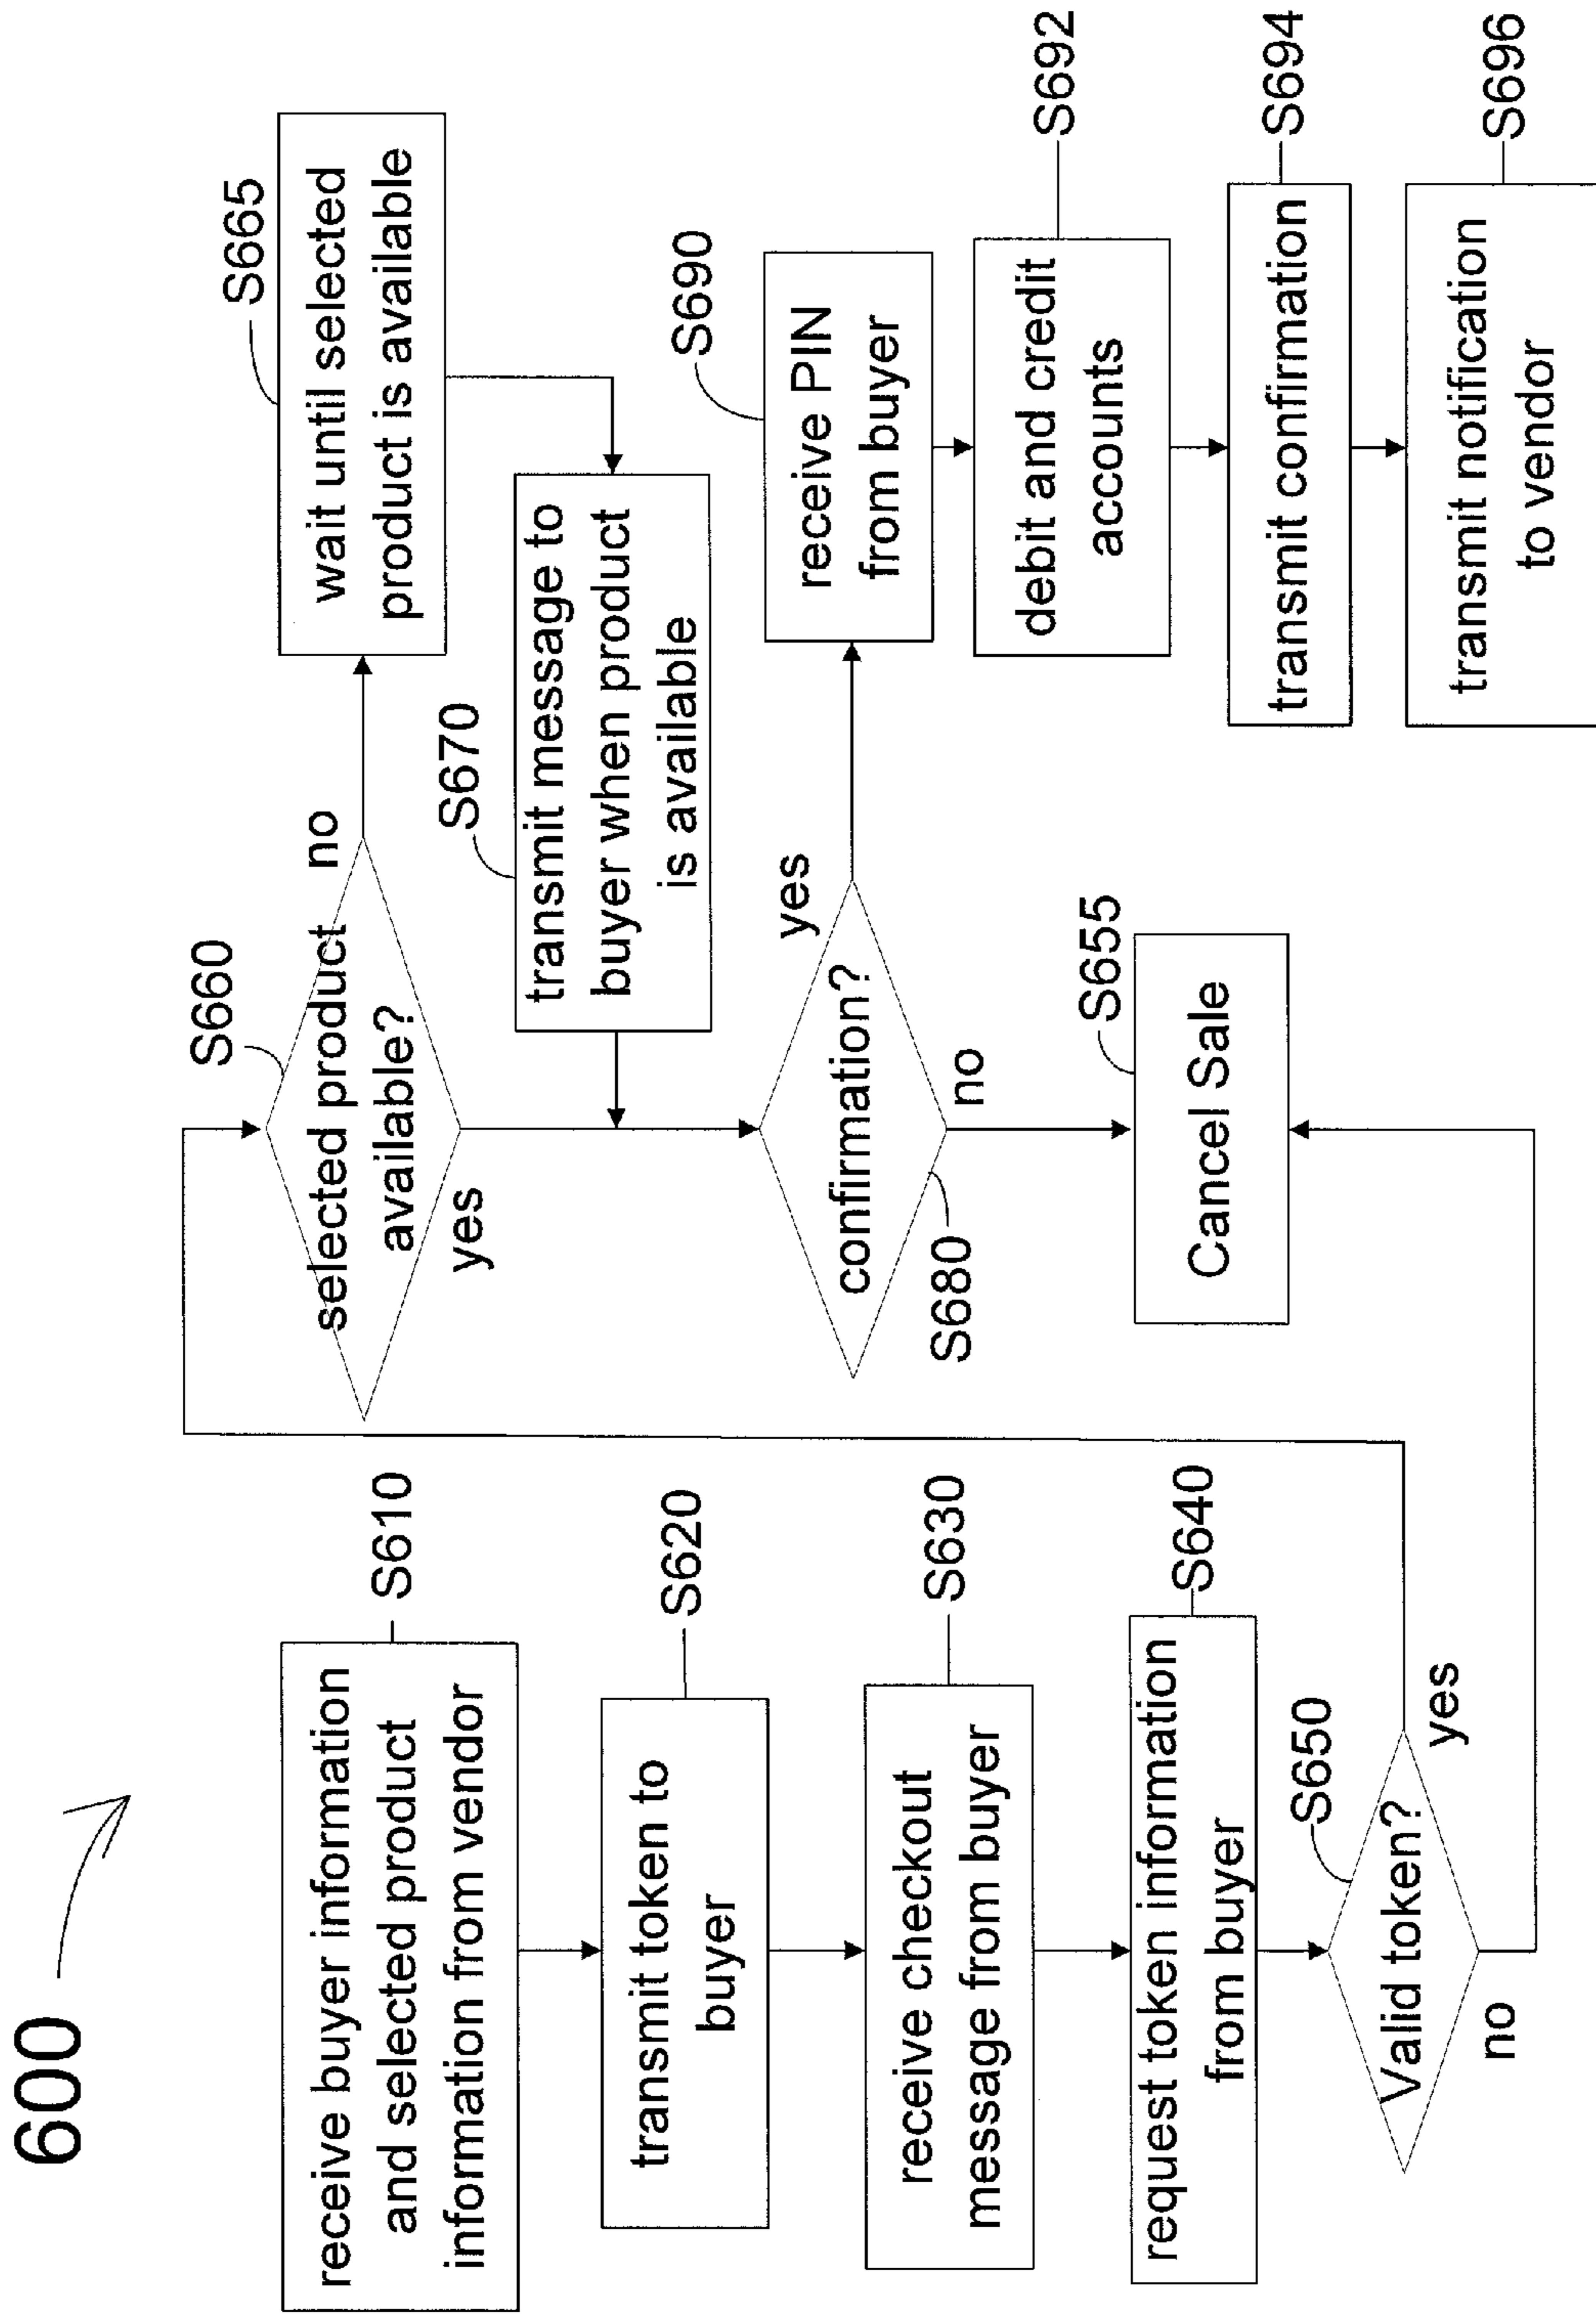 600
receive buyer information
and selected product
information from vendor
S610
transmit token to
buyer
S620
receive checkout
message from buyer
S630
request token information
from buyer
S640
Valid token?
S650
yes
no
S660
selected product
available?
no
yes
S665
wait until selected
product is available
S670
transmit message to
buyer when product
is available
confirmation?
S680
yes
no
S655
Cancel Sale
S690
receive PIN
from buyer
debit and credit
accounts
S692
transmit confirmation
S694
transmit notification
to vendor
S696